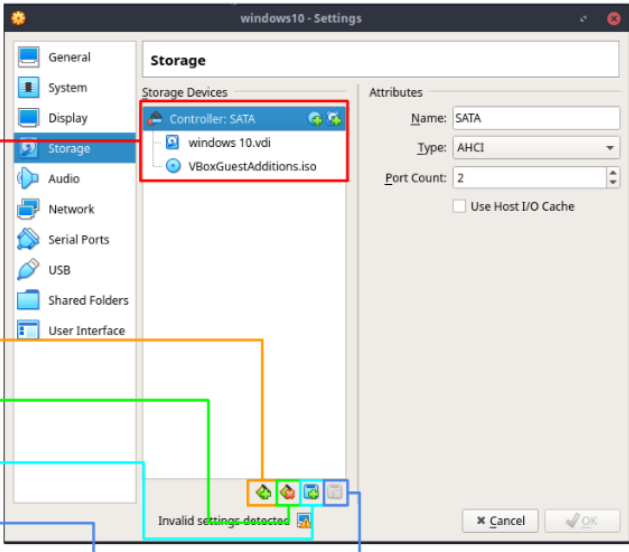 windows10 - Settings
General
System
Display
Storage
Audio
Network
Serial Ports
USB
Shared Folders
User Interface
Storage
Storage Devices
Controller: SATA
windows 10.vdi
VBoxGuestAdditions.iso
Attributes
Name: SATA
Type: AHCI
Port Count: 2
Use Host I/O Cache
Invalid settings detected
Cancel
OK